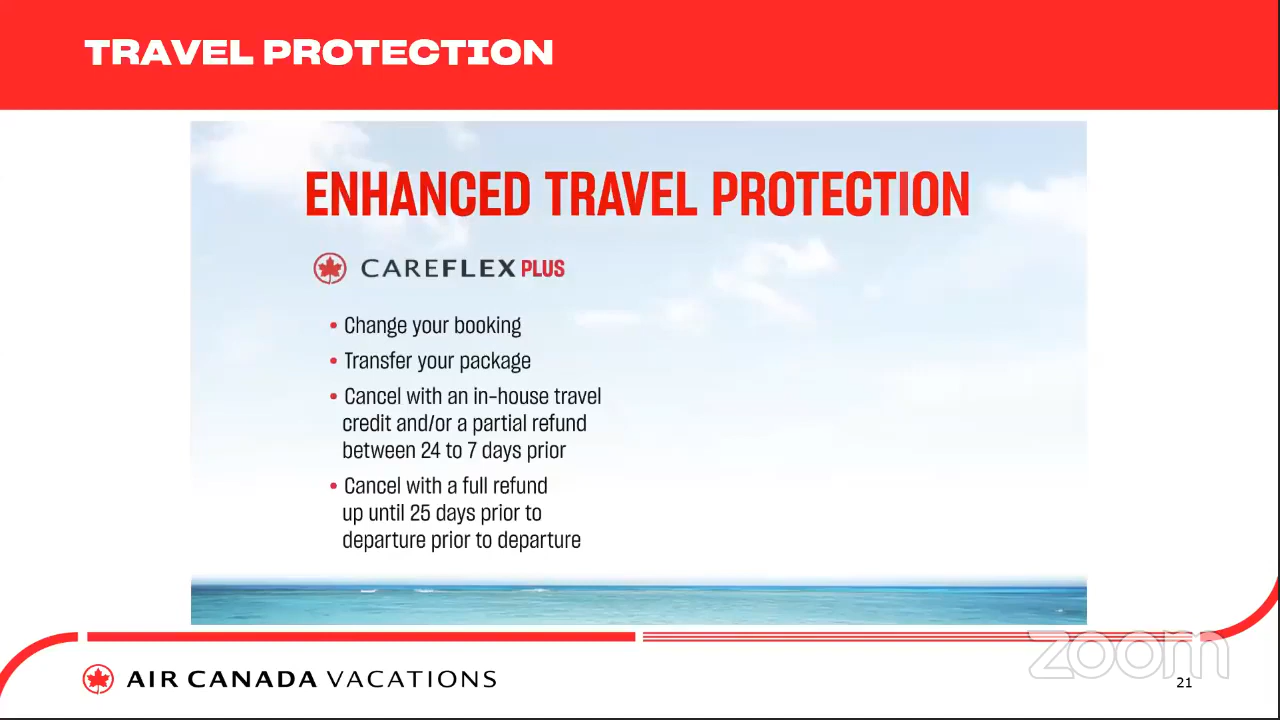 TRAVEL PROTECTION
ENHANCED TRAVEL PROTECTION
CAREFLEX PLUS
• Change your booking
• Transfer your package
• Cancel with an in-house travel
credit and/or a partial refund
between 24 to 7 days prior
• Cancel with a full refund
up until 25 days prior to
departure prior to departure
zoom
AIR CANADA VACATIONS
21